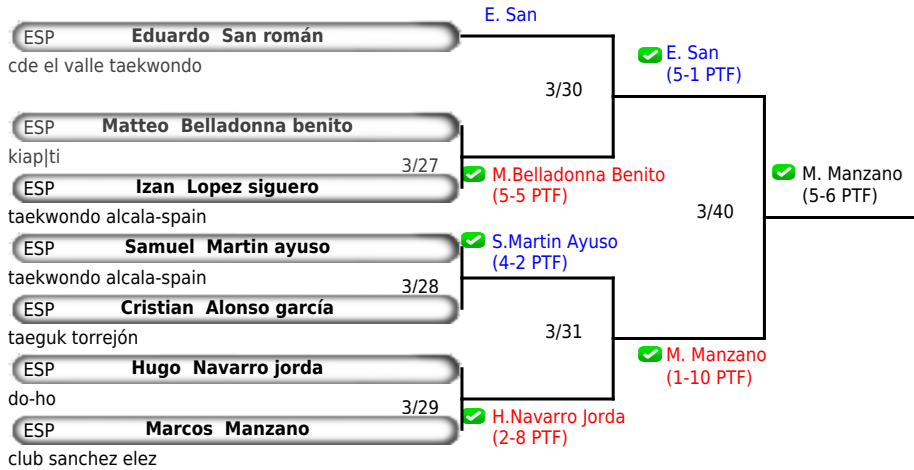 E. San
ESP Eduardo San román
cde el valle taekwondo
E. San
(5-1 PTF)
3/30
ESP Matteo Belladonna benito
kiap|ti
3/27
M.Belladonna Benito
(5-5 PTF)
ESP Izan Lopez siguero
taekwondo alcala-spain
M. Manzano
(5-6 PTF)
3/40
ESP Samuel Martin ayuso
taekwondo alcala-spain
S.Martin Ayuso
(4-2 PTF)
3/28
ESP Cristian Alonso garcía
taeguk torrejón
3/31
ESP Hugo Navarro jorda
do-ho
M. Manzano
(1-10 PTF)
3/29
H.Navarro Jorda
(2-8 PTF)
ESP Marcos Manzano
club sanchez elez